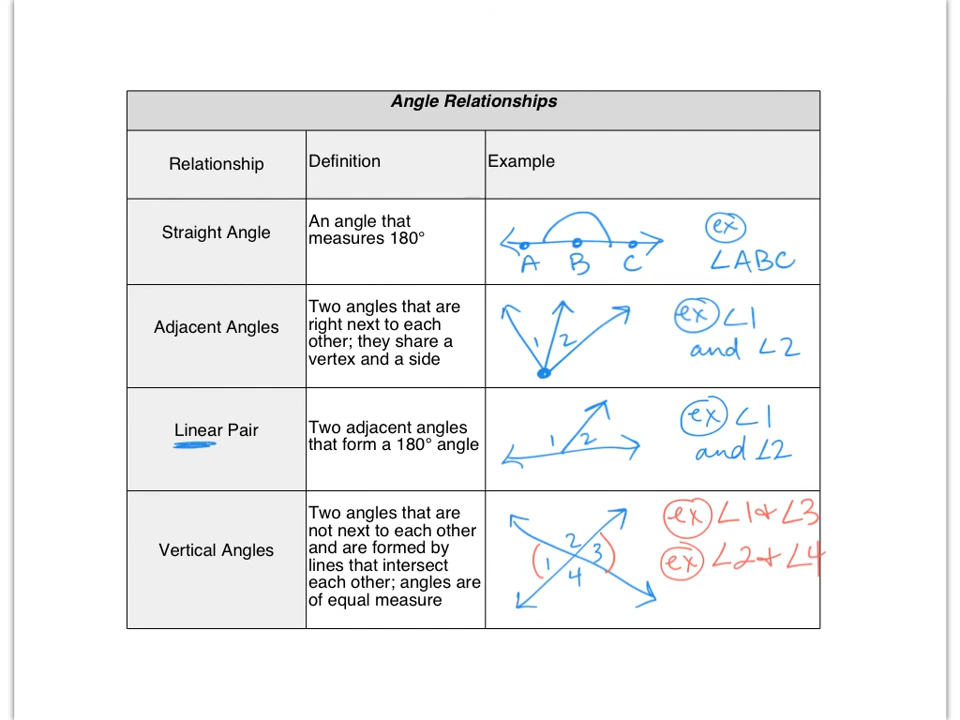 Angle Relationships
Relationship
Definition
Example
Straight Angle
An angle that
measures 180°
A B C
ex
∠ABC
Adjacent Angles
Two angles that are
right next to each
other; they share a
vertex and a side
1 2
ex ∠1
and ∠2
Linear Pair
Two adjacent angles
that form a 180° angle
1 2
ex ∠1
and ∠2
Vertical Angles
Two angles that are
not next to each other
and are formed by
lines that intersect
each other; angles are
of equal measure
2
1 3
4
ex ∠1 & ∠3
ex ∠2 & ∠4